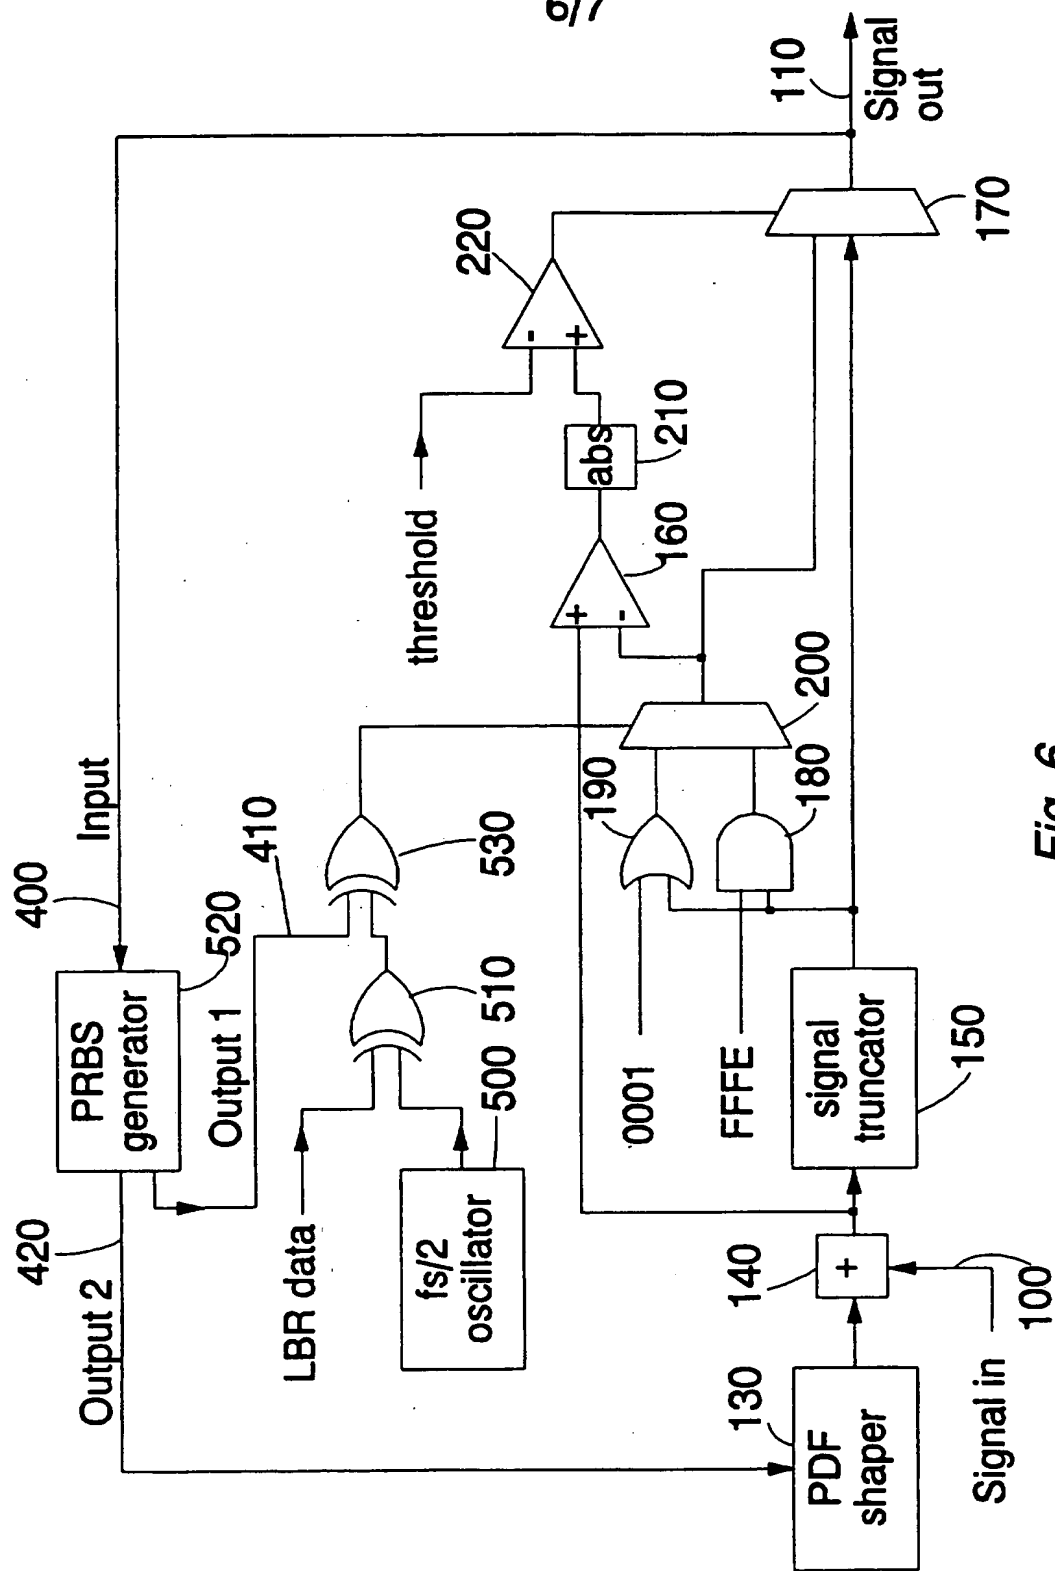 6/7
400
Input
PRBS
generator
520
420
Output 2
Output 1
410
530
510
LBR data
fs/2
oscillator
500
threshold
-
+
220
abs
210
+
-
160
190
0001
FFFE
180
200
110
Signal
out
170
signal
truncator
150
140
+
100
Signal in
130
PDF
shaper
Fig. 6